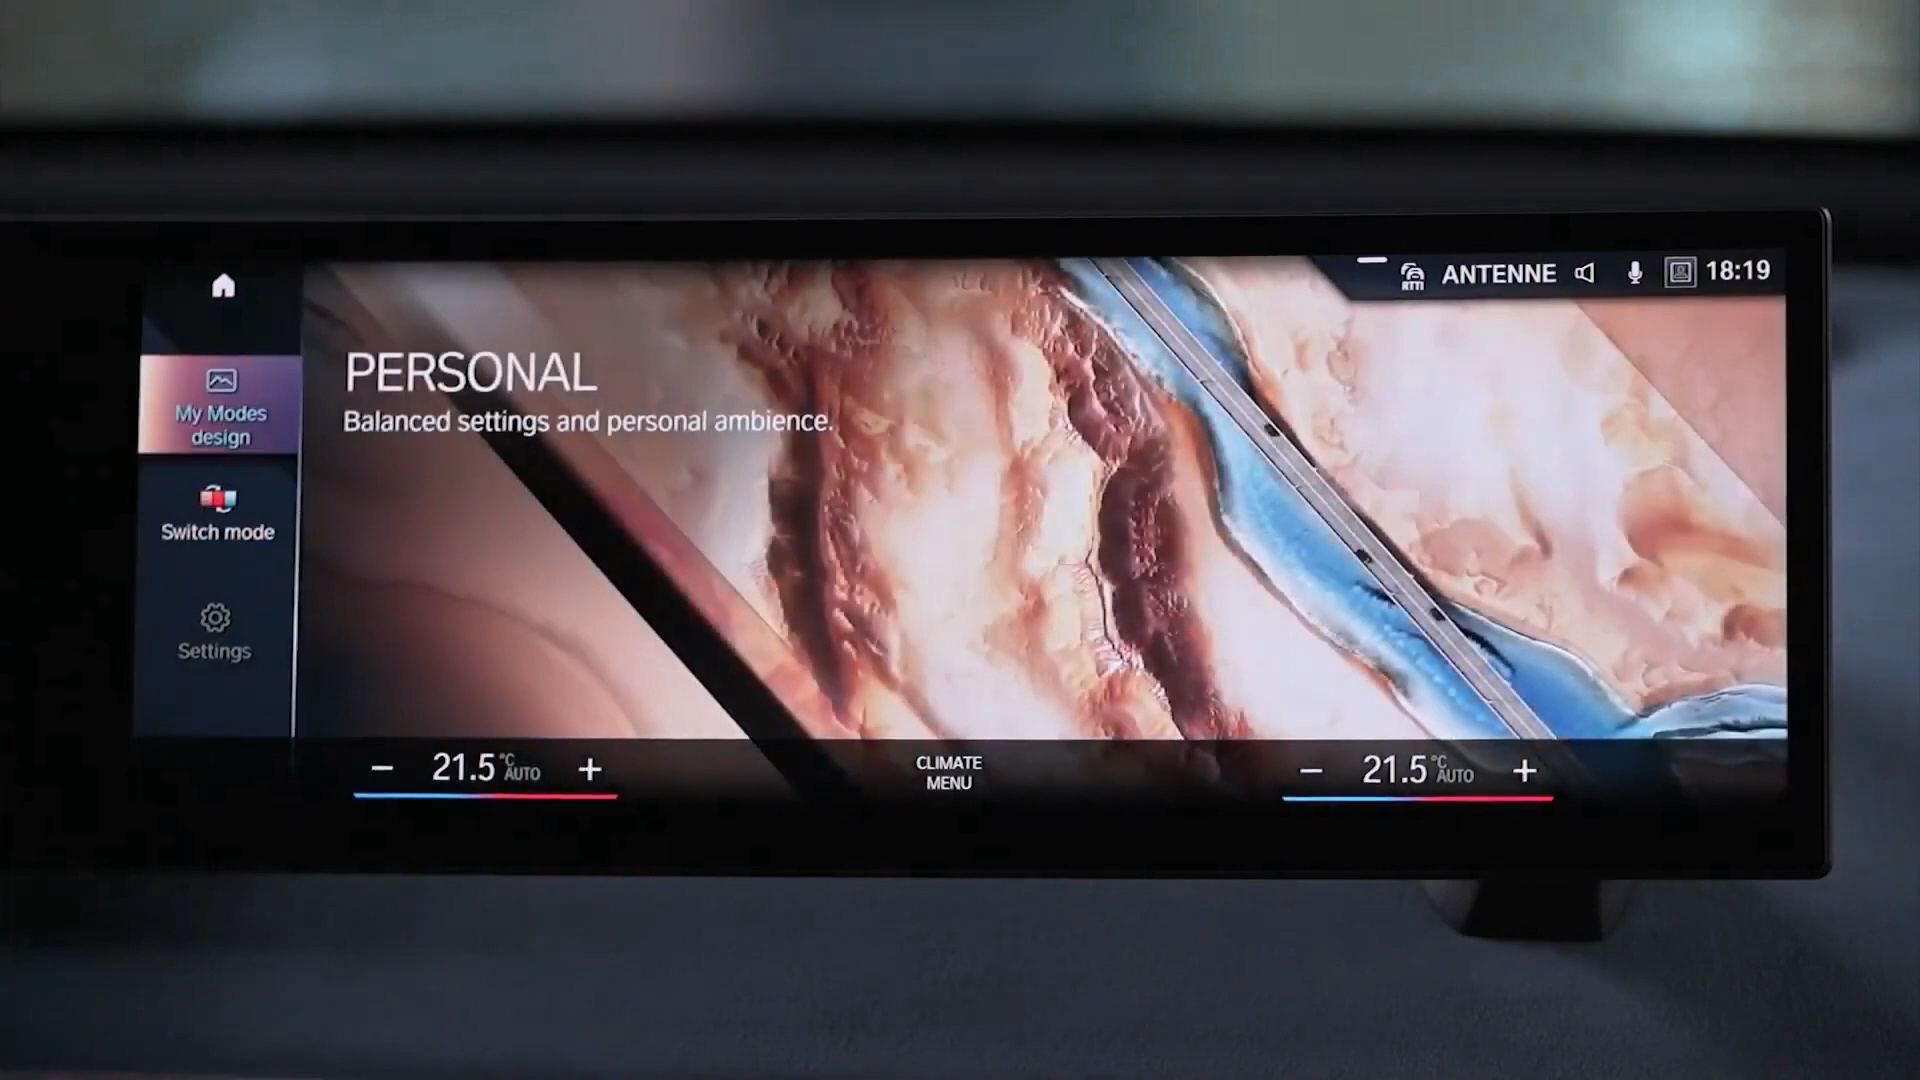 RTTI ANTENNE 18:19
My Modes
design
Switch mode
Settings
PERSONAL
Balanced settings and personal ambience.
21.5 °C AUTO
CLIMATE
MENU
21.5 °C AUTO